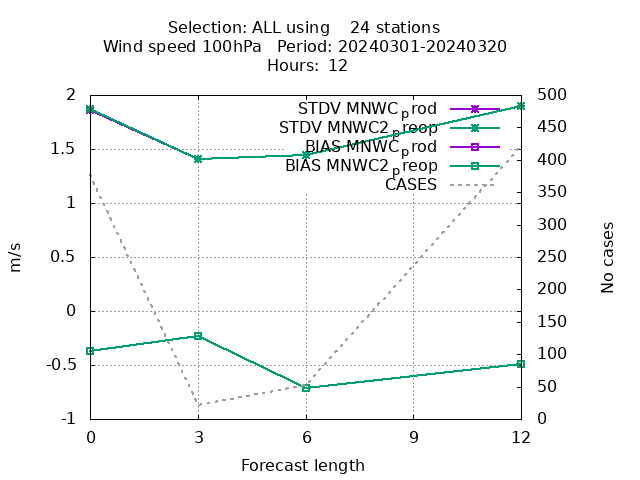 Selection: ALL using    24 stations
Wind speed 100hPa   Period: 20240301-20240320
Hours: 12
STDV MNWC_prod
STDV MNWC2_preop
BIAS MNWC_prod
BIAS MNWC2_preop
CASES
2
1.5
1
0.5
0
-0.5
-1
m/s
500
450
400
350
300
250
200
150
100
50
0
No cases
0 3 6 9 12
Forecast length